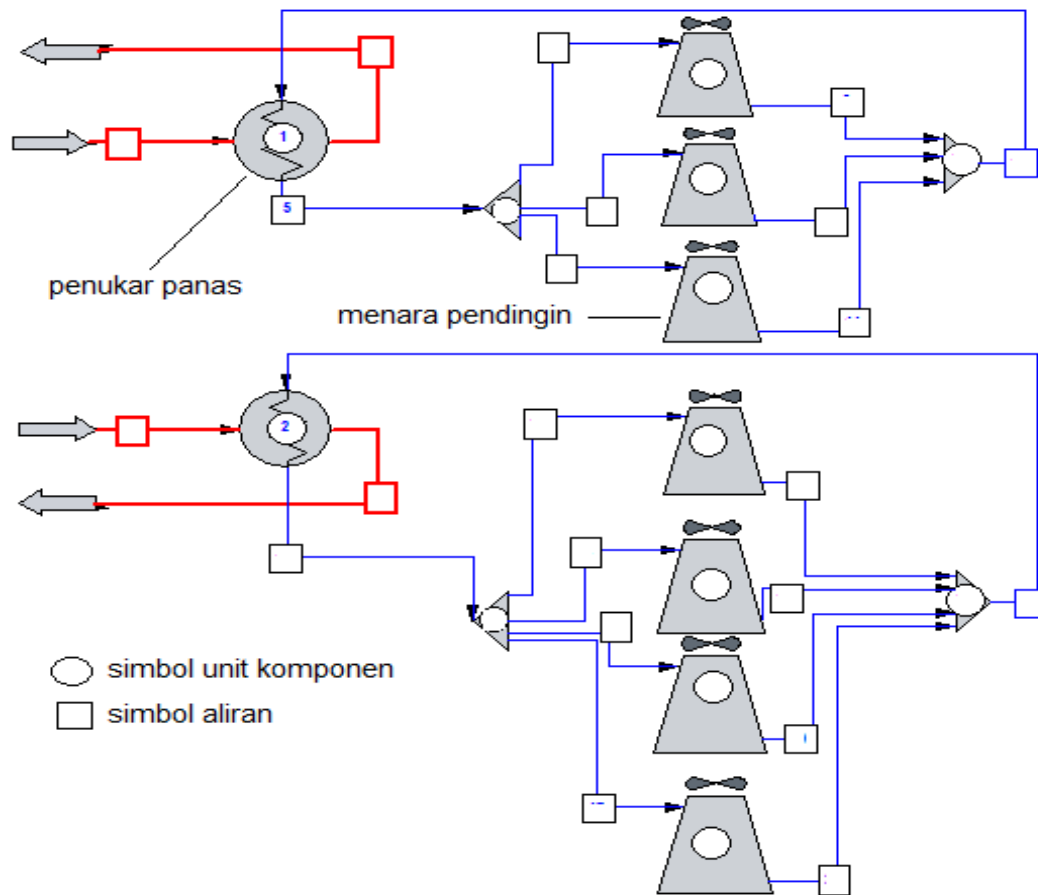 1
5
penukar panas
menara pendingin
2
simbol unit komponen
simbol aliran